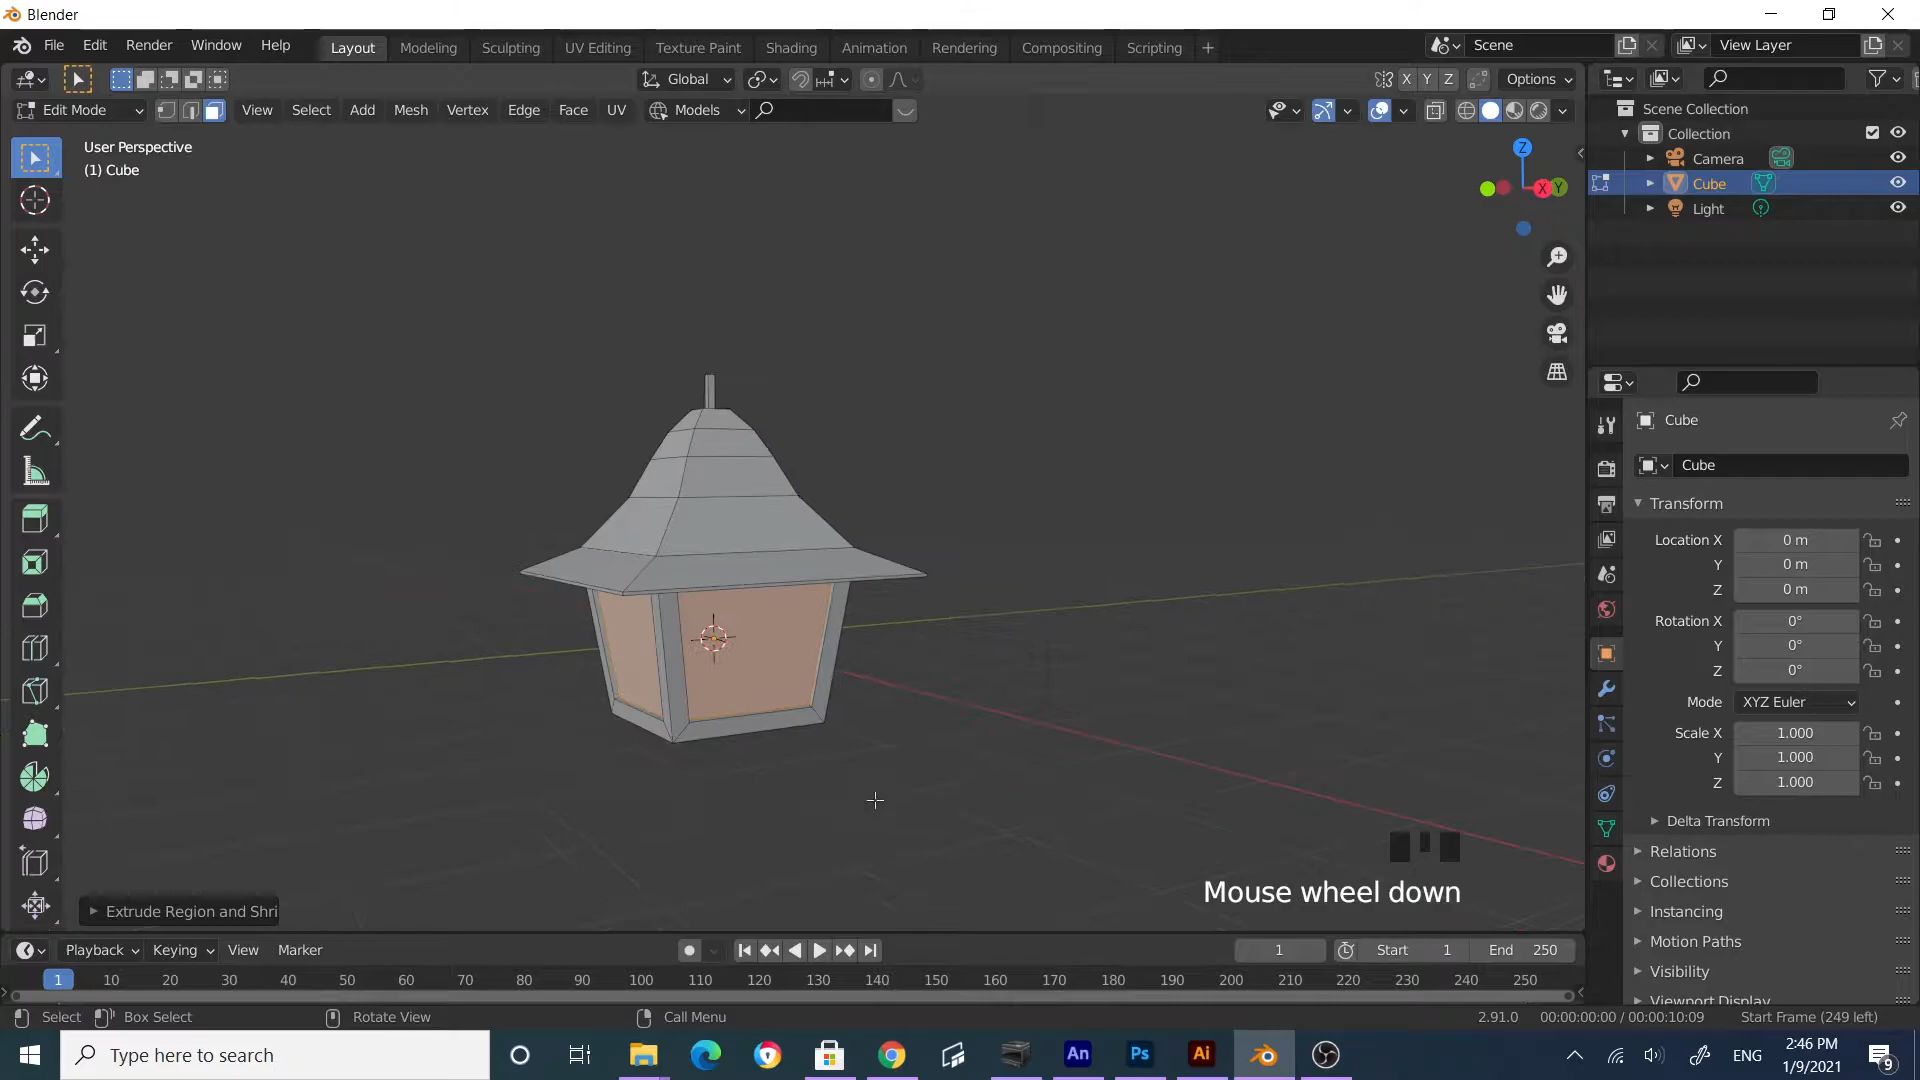 Blender
File Edit Render Window Help Layout Modeling Sculpting UV Editing Texture Paint Shading Animation Rendering Compositing Scripting + Scene View Layer
Global X Y Z Options
Edit Mode View Select Add Mesh Vertex Edge Face UV Models
User Perspective
(1) Cube
Z
X Y
Scene Collection
Collection
Camera
Cube
Light
Cube
Cube
Transform
Location X 0 m
Y 0 m
Z 0 m
Rotation X 0°
Y 0°
Z 0°
Mode XYZ Euler
Scale X 1.000
Y 1.000
Z 1.000
Delta Transform
Relations
Collections
Instancing
Motion Paths
Visibility
Viewport Display
Mouse wheel down
Extrude Region and Shri
Playback Keying View Marker 1 Start 1 End 250
1 10 20 30 40 50 60 70 80 90 100 110 120 130 140 150 160 170 180 190 200 210 220 230 240 250
Select Box Select Rotate View Call Menu 2.91.0 00:00:00:00 / 00:00:10:09 Start Frame (249 left)
Type here to search An Ps Ai ENG 2:46 PM
1/9/2021 9